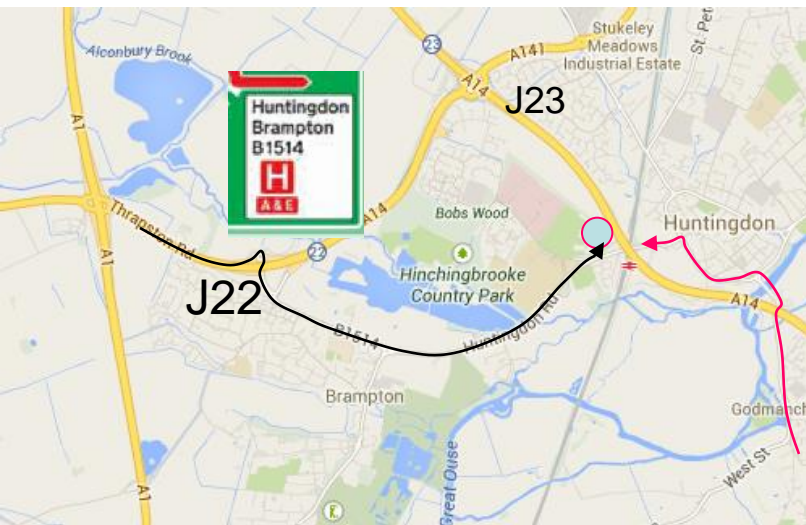 Alconbury Brook
23
Stukeley
Meadows
Industrial Estate
St. Pet
A141
A14
J23
Huntingdon
Brampton
B1514
H
A&E
A1
Thrapston Rd
A14
22
J22
Bobs Wood
Huntingdon
Hinchingbrooke
Country Park
A14
B1514
Huntingdon Rd
A1
Brampton
Godmanch
West St
Great Ouse
A1